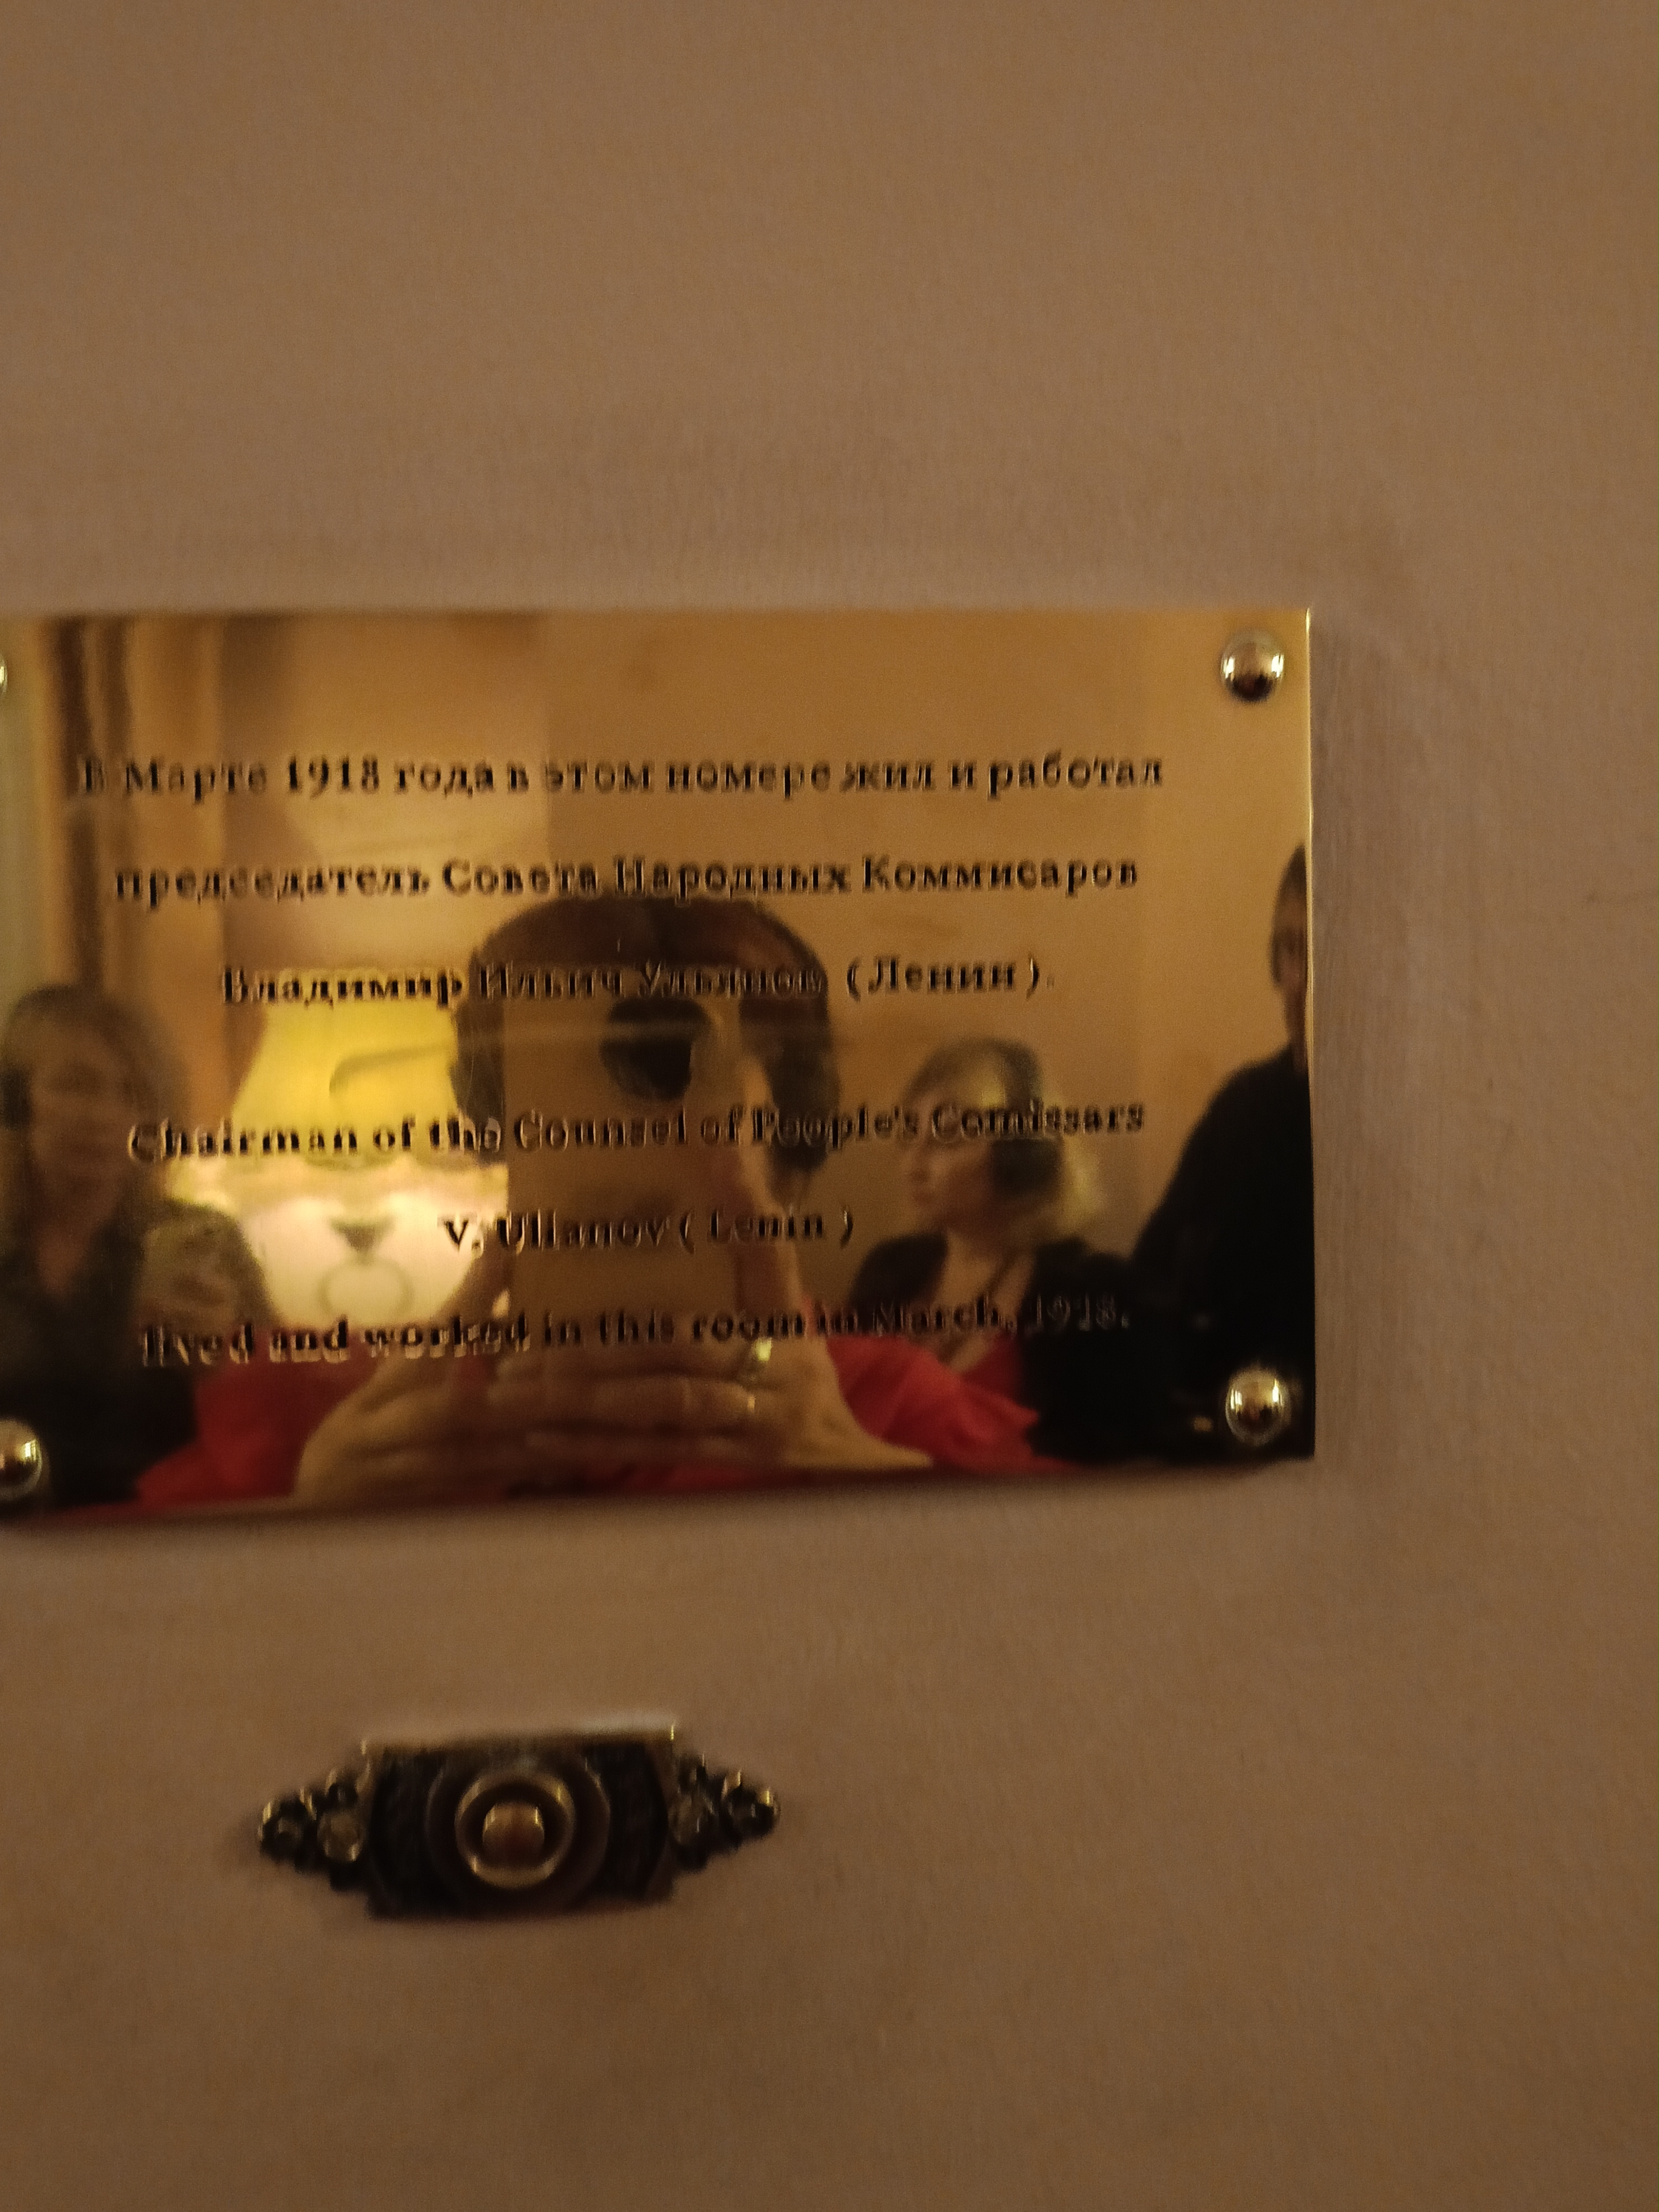 В Марте 1918 года в этом номере жил и работал
председатель Совета Народных Коммисаров
Владимир Ильич Ульянов (Ленин).
Chairman of the Counsel of People's Comissars
V. Ulianov ( Lenin )
lived and worked in this room in March, 1918.